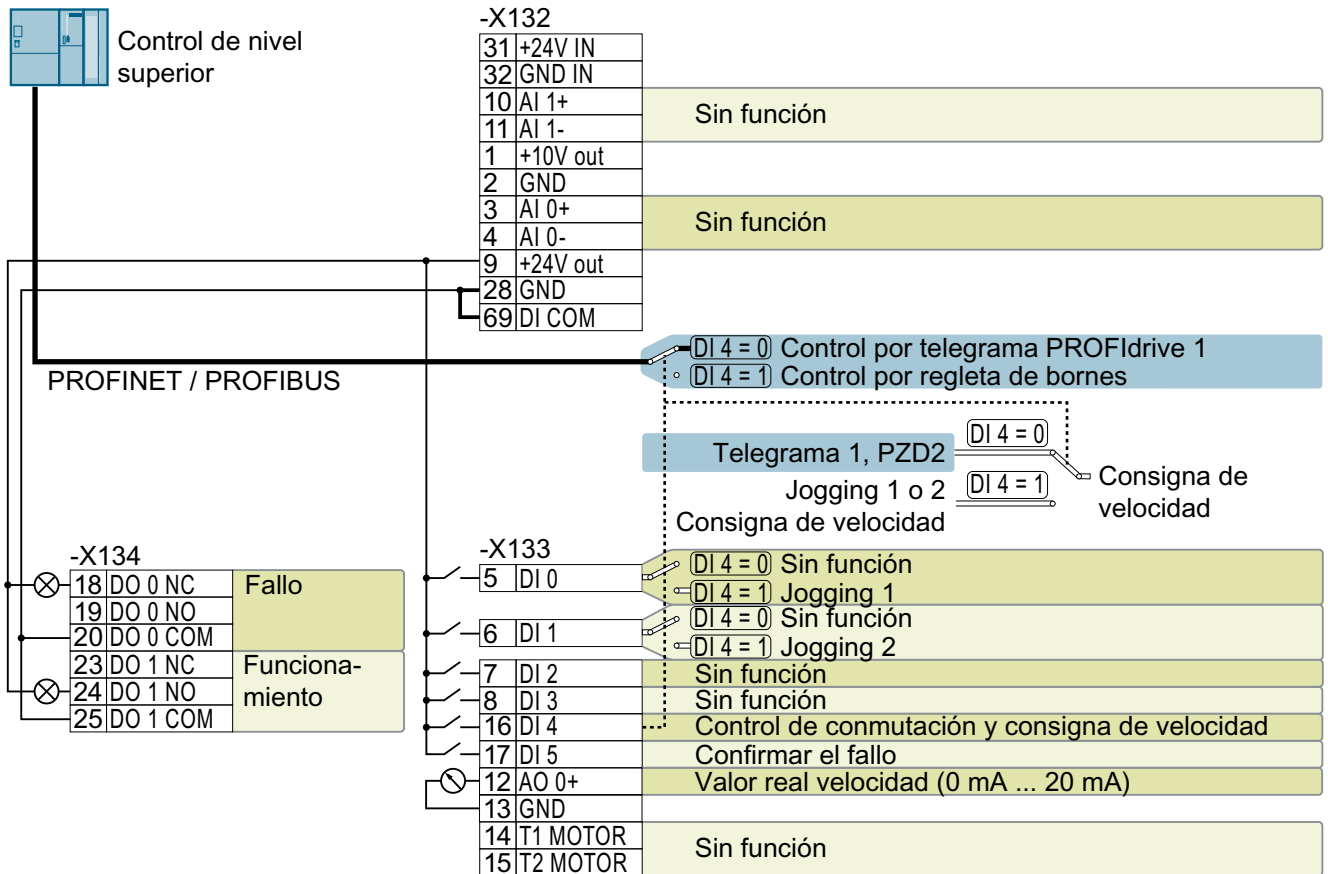 Control de nivel
superior
-X132
31 +24V IN
32 GND IN
10 AI 1+
11 AI 1-
Sin función
1 +10V out
2 GND
3 AI 0+
4 AI 0-
Sin función
9 +24V out
28 GND
69 DI COM
PROFINET / PROFIBUS
DI 4 = 0 Control por telegrama PROFIdrive 1
DI 4 = 1 Control por regleta de bornes
Telegrama 1, PZD2
DI 4 = 0
Jogging 1 o 2
Consigna de velocidad
DI 4 = 1
Consigna de
velocidad
-X134
18 DO 0 NC
19 DO 0 NO
20 DO 0 COM
Fallo
23 DO 1 NC
24 DO 1 NO
25 DO 1 COM
Funciona-
miento
-X133
5 DI 0
DI 4 = 0 Sin función
DI 4 = 1 Jogging 1
6 DI 1
DI 4 = 0 Sin función
DI 4 = 1 Jogging 2
7 DI 2 Sin función
8 DI 3 Sin función
16 DI 4 Control de conmutación y consigna de velocidad
17 DI 5 Confirmar el fallo
12 AO 0+ Valor real velocidad (0 mA ... 20 mA)
13 GND
14 T1 MOTOR
15 T2 MOTOR
Sin función